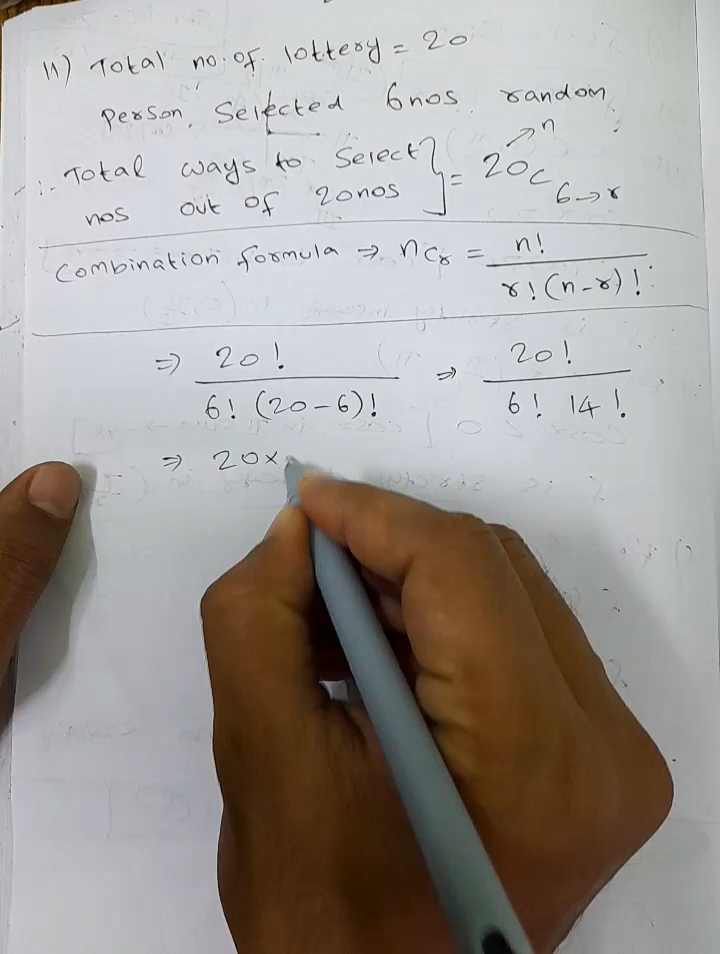 11) Total no. of. lottery = 20
Person. Selected 6nos random
∴ Total ways to Select
nos out of 20nos } = 20C6→r
n
Combination formula ⇒ nCr = n! / r!(n-r)!
⇒ 20! / 6! (20-6)! ⇒ 20! / 6! 14!
⇒ 20×